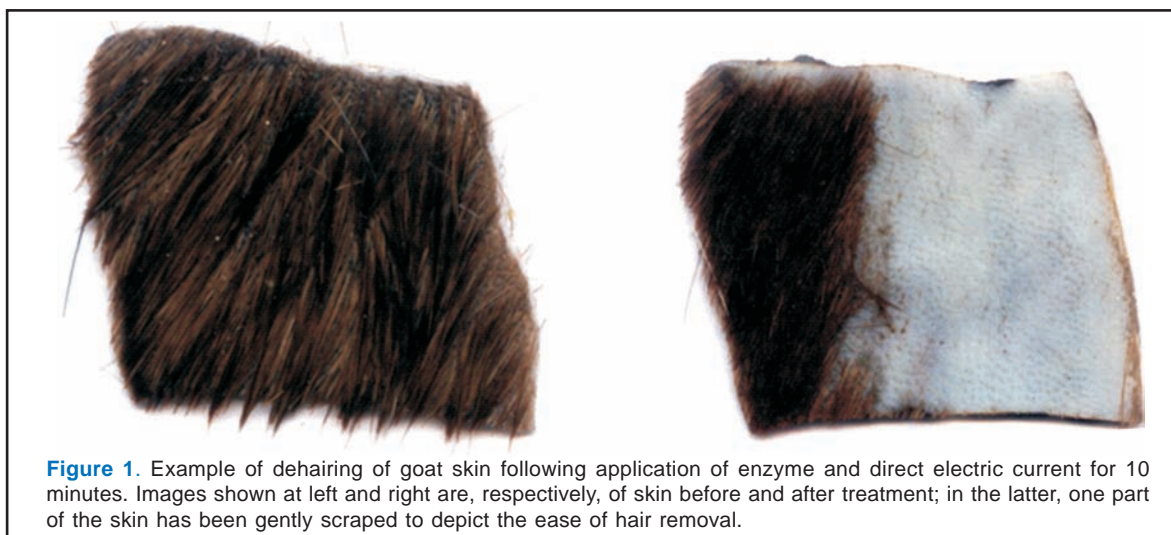 Figure 1. Example of dehairing of goat skin following application of enzyme and direct electric current for 10
minutes. Images shown at left and right are, respectively, of skin before and after treatment; in the latter, one part
of the skin has been gently scraped to depict the ease of hair removal.